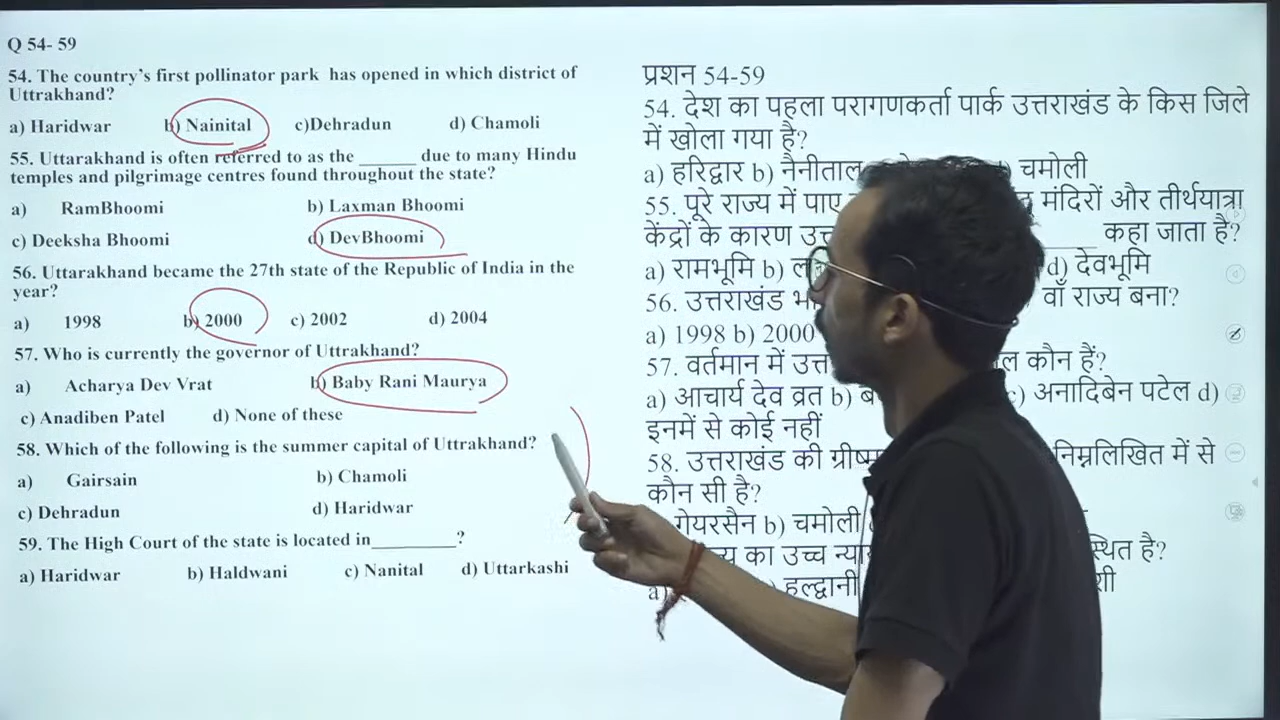 Q 54- 59
54. The country's first pollinator park has opened in which district of
Uttrakhand?
a) Haridwar b) Nainital c)Dehradun d) Chamoli
55. Uttarakhand is often referred to as the ______ due to many Hindu
temples and pilgrimage centres found throughout the state?
a) RamBhoomi b) Laxman Bhoomi
c) Deeksha Bhoomi d) DevBhoomi
56. Uttarakhand became the 27th state of the Republic of India in the
year?
a) 1998 b) 2000 c) 2002 d) 2004
57. Who is currently the governor of Uttrakhand?
a) Acharya Dev Vrat b) Baby Rani Maurya
c) Anadiben Patel d) None of these
58. Which of the following is the summer capital of Uttrakhand?
a) Gairsain b) Chamoli
c) Dehradun d) Haridwar
59. The High Court of the state is located in_________?
a) Haridwar b) Haldwani c) Nanital d) Uttarkashi
प्रशन 54-59
54. देश का पहला परागणकर्ता पार्क उत्तराखंड के किस जिले
में खोला गया है?
a) हरिद्वार b) नैनीताल चमोली
55. पूरे राज्य में मंदिरों और तीर्थयात्रा
केंद्रों के कारण ______ कहा जाता है?
a) रामभूमि b) d) देवभूमि
56. उत्तराखंड वाँ राज्य बना?
a) 1998 b) 2000
57. वर्तमान में कौन हैं?
a) आचार्य देव व्रत b) c) अनादिबेन पटेल d)
इनमें से कोई नहीं
58. उत्तराखंड की निम्नलिखित में से
कौन सी है?
गेयरसैन b) चमोली
का उच्च है?
हल्द्वानी